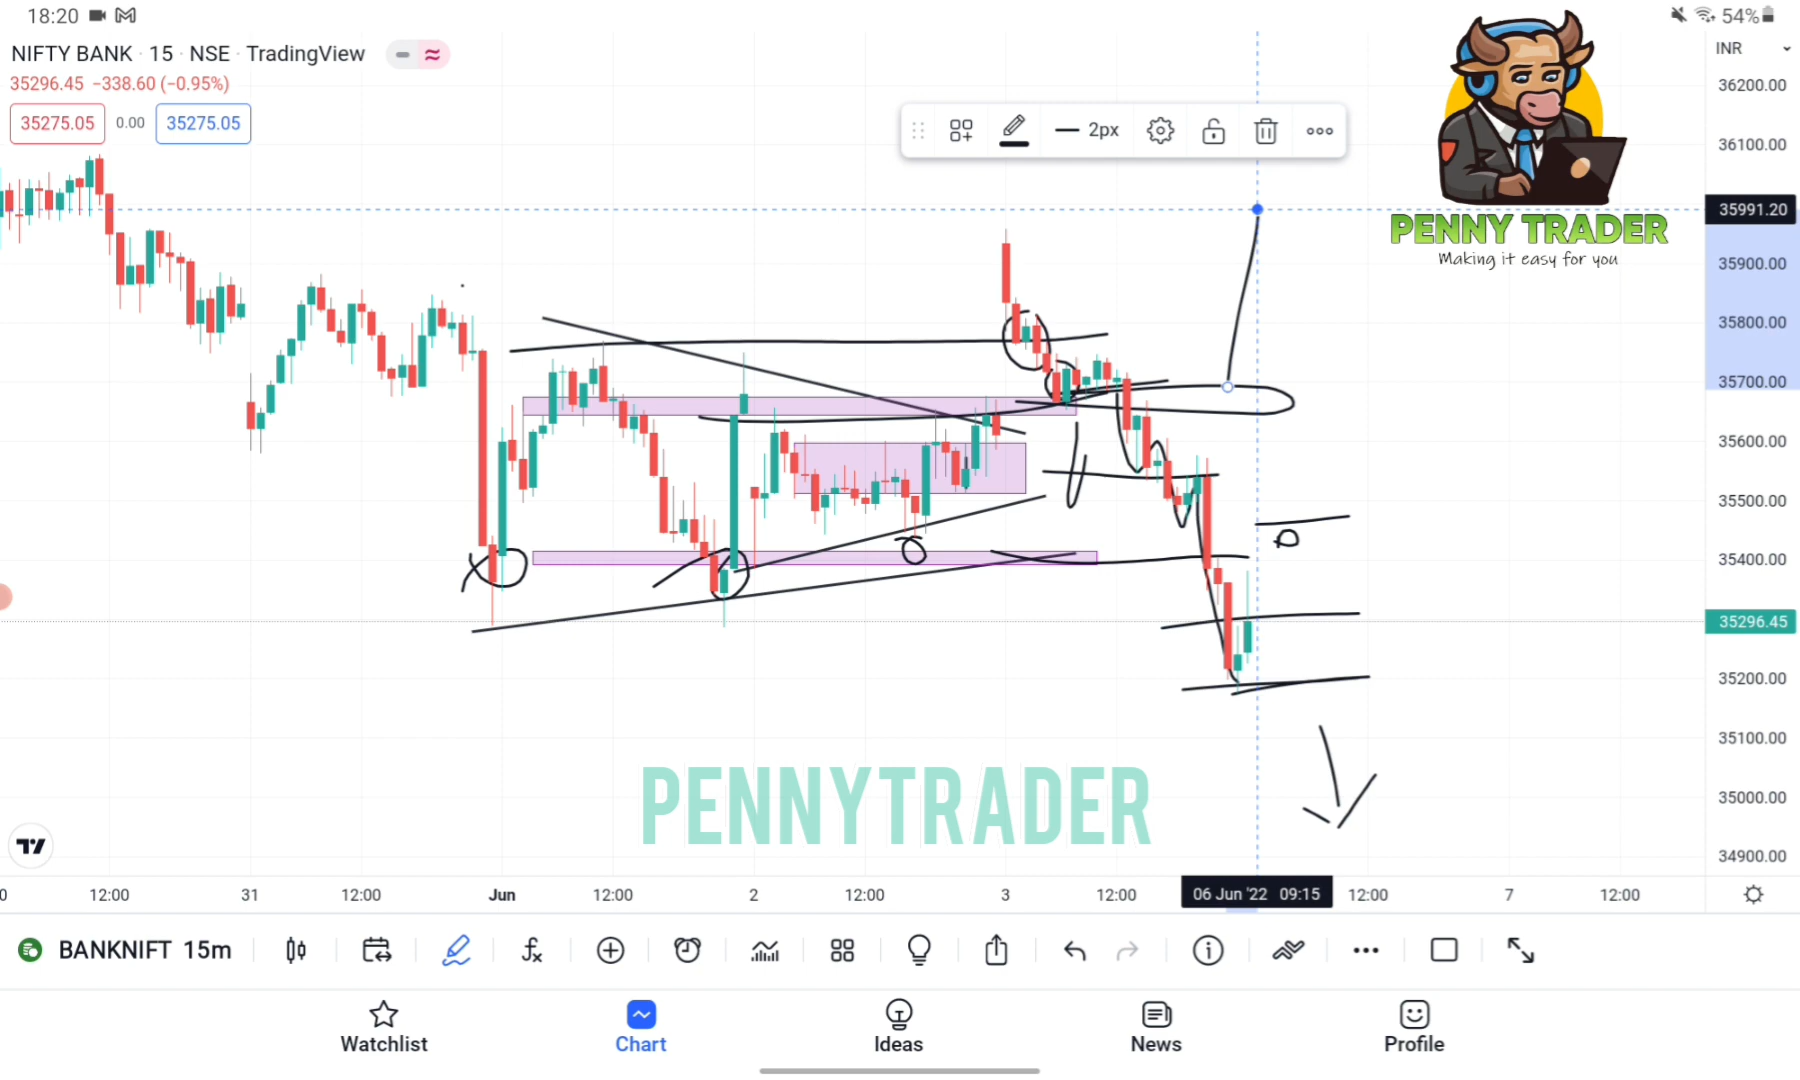 18:20
54%
NIFTY BANK · 15 · NSE · TradingView
35296.45 −338.60 (−0.95%)
35275.05 0.00 35275.05
2px
INR
36200.00
36100.00
35991.20
35900.00
35800.00
35700.00
35600.00
35500.00
35400.00
35296.45
35200.00
35100.00
35000.00
34900.00
PENNY TRADER
Making it easy for you
PENNYTRADER
0 12:00 31 12:00 Jun 12:00 2 12:00 3 12:00 06 Jun '22 09:15 12:00 7 12:00
BANKNIFT 15m
Watchlist Chart Ideas News Profile